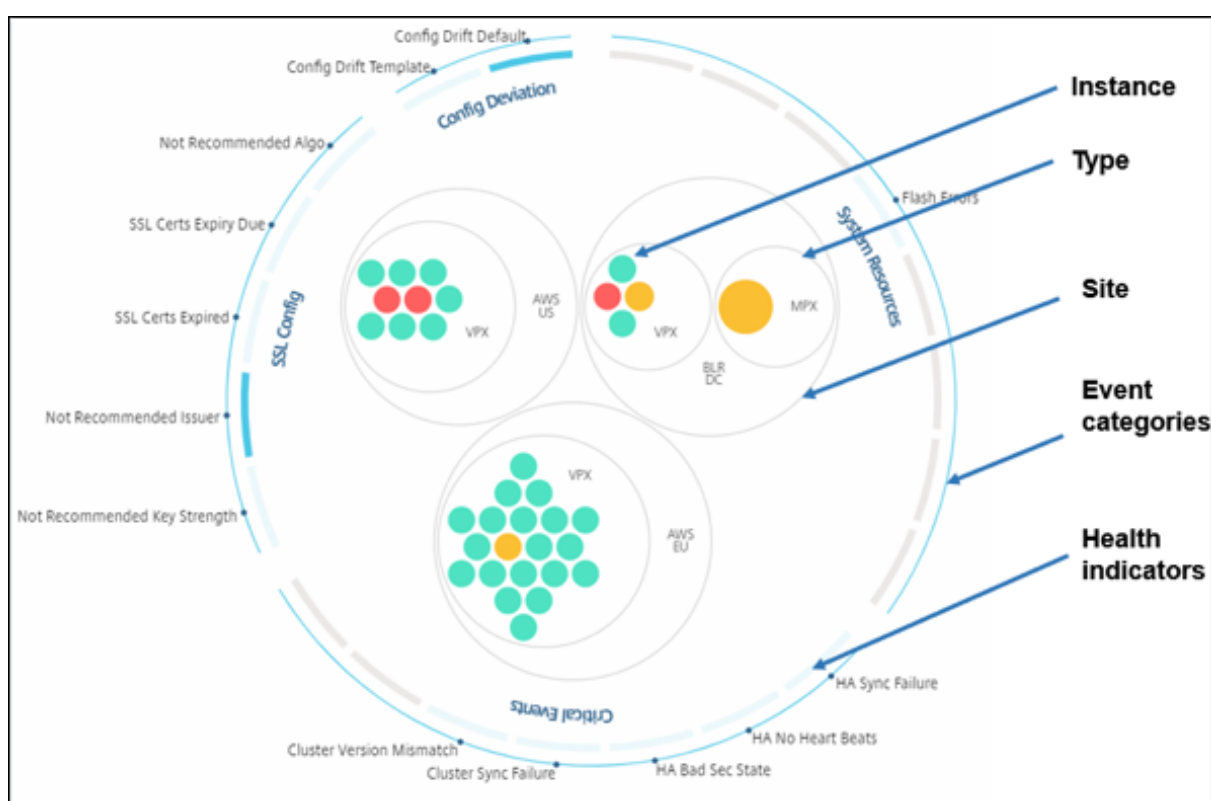 Config Drift Default
Config Drift Template
Config Deviation
Not Recommended Algo
SSL Certs Expiry Due
SSL Certs Expired
SSL Config
Not Recommended Issuer
Not Recommended Key Strength
AWS
US
VPX
VPX
MPX
BLR
DC
Flash Errors
System Resources
VPX
AWS
EU
Critical Events
Cluster Version Mismatch
Cluster Sync Failure
HA Bad Sec State
HA No Heart Beats
HA Sync Failure
Instance
Type
Site
Event
categories
Health
indicators